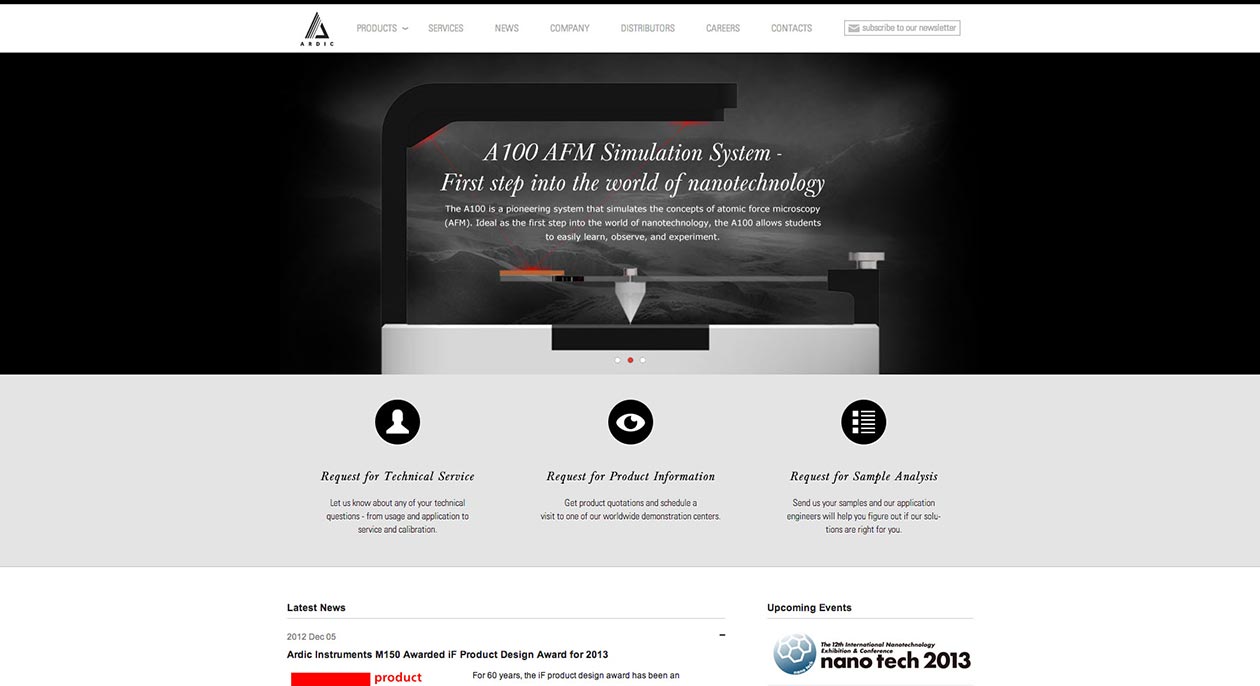 ARDIC
PRODUCTS
SERVICES
NEWS
COMPANY
DISTRIBUTORS
CAREERS
CONTACTS
subscribe to our newsletter
A100 AFM Simulation System -
First step into the world of nanotechnology
The A100 is a pioneering system that simulates the concepts of atomic force microscopy
(AFM). Ideal as the first step into the world of nanotechnology, the A100 allows students
to easily learn, observe, and experiment.
Request for Technical Service
Let us know about any of your technical
questions - from usage and application to
service and calibration.
Request for Product Information
Get product quotations and schedule a
visit to one of our worldwide demonstration centers.
Request for Sample Analysis
Send us your samples and our application
engineers will help you figure out if our solu-
tions are right for you.
Latest News
2012 Dec 05
Ardic Instruments M150 Awarded iF Product Design Award for 2013
product
For 60 years, the iF product design award has been an
Upcoming Events
The 12th International Nanotechnology
Exhibition & Conference
nano tech 2013
nano tech